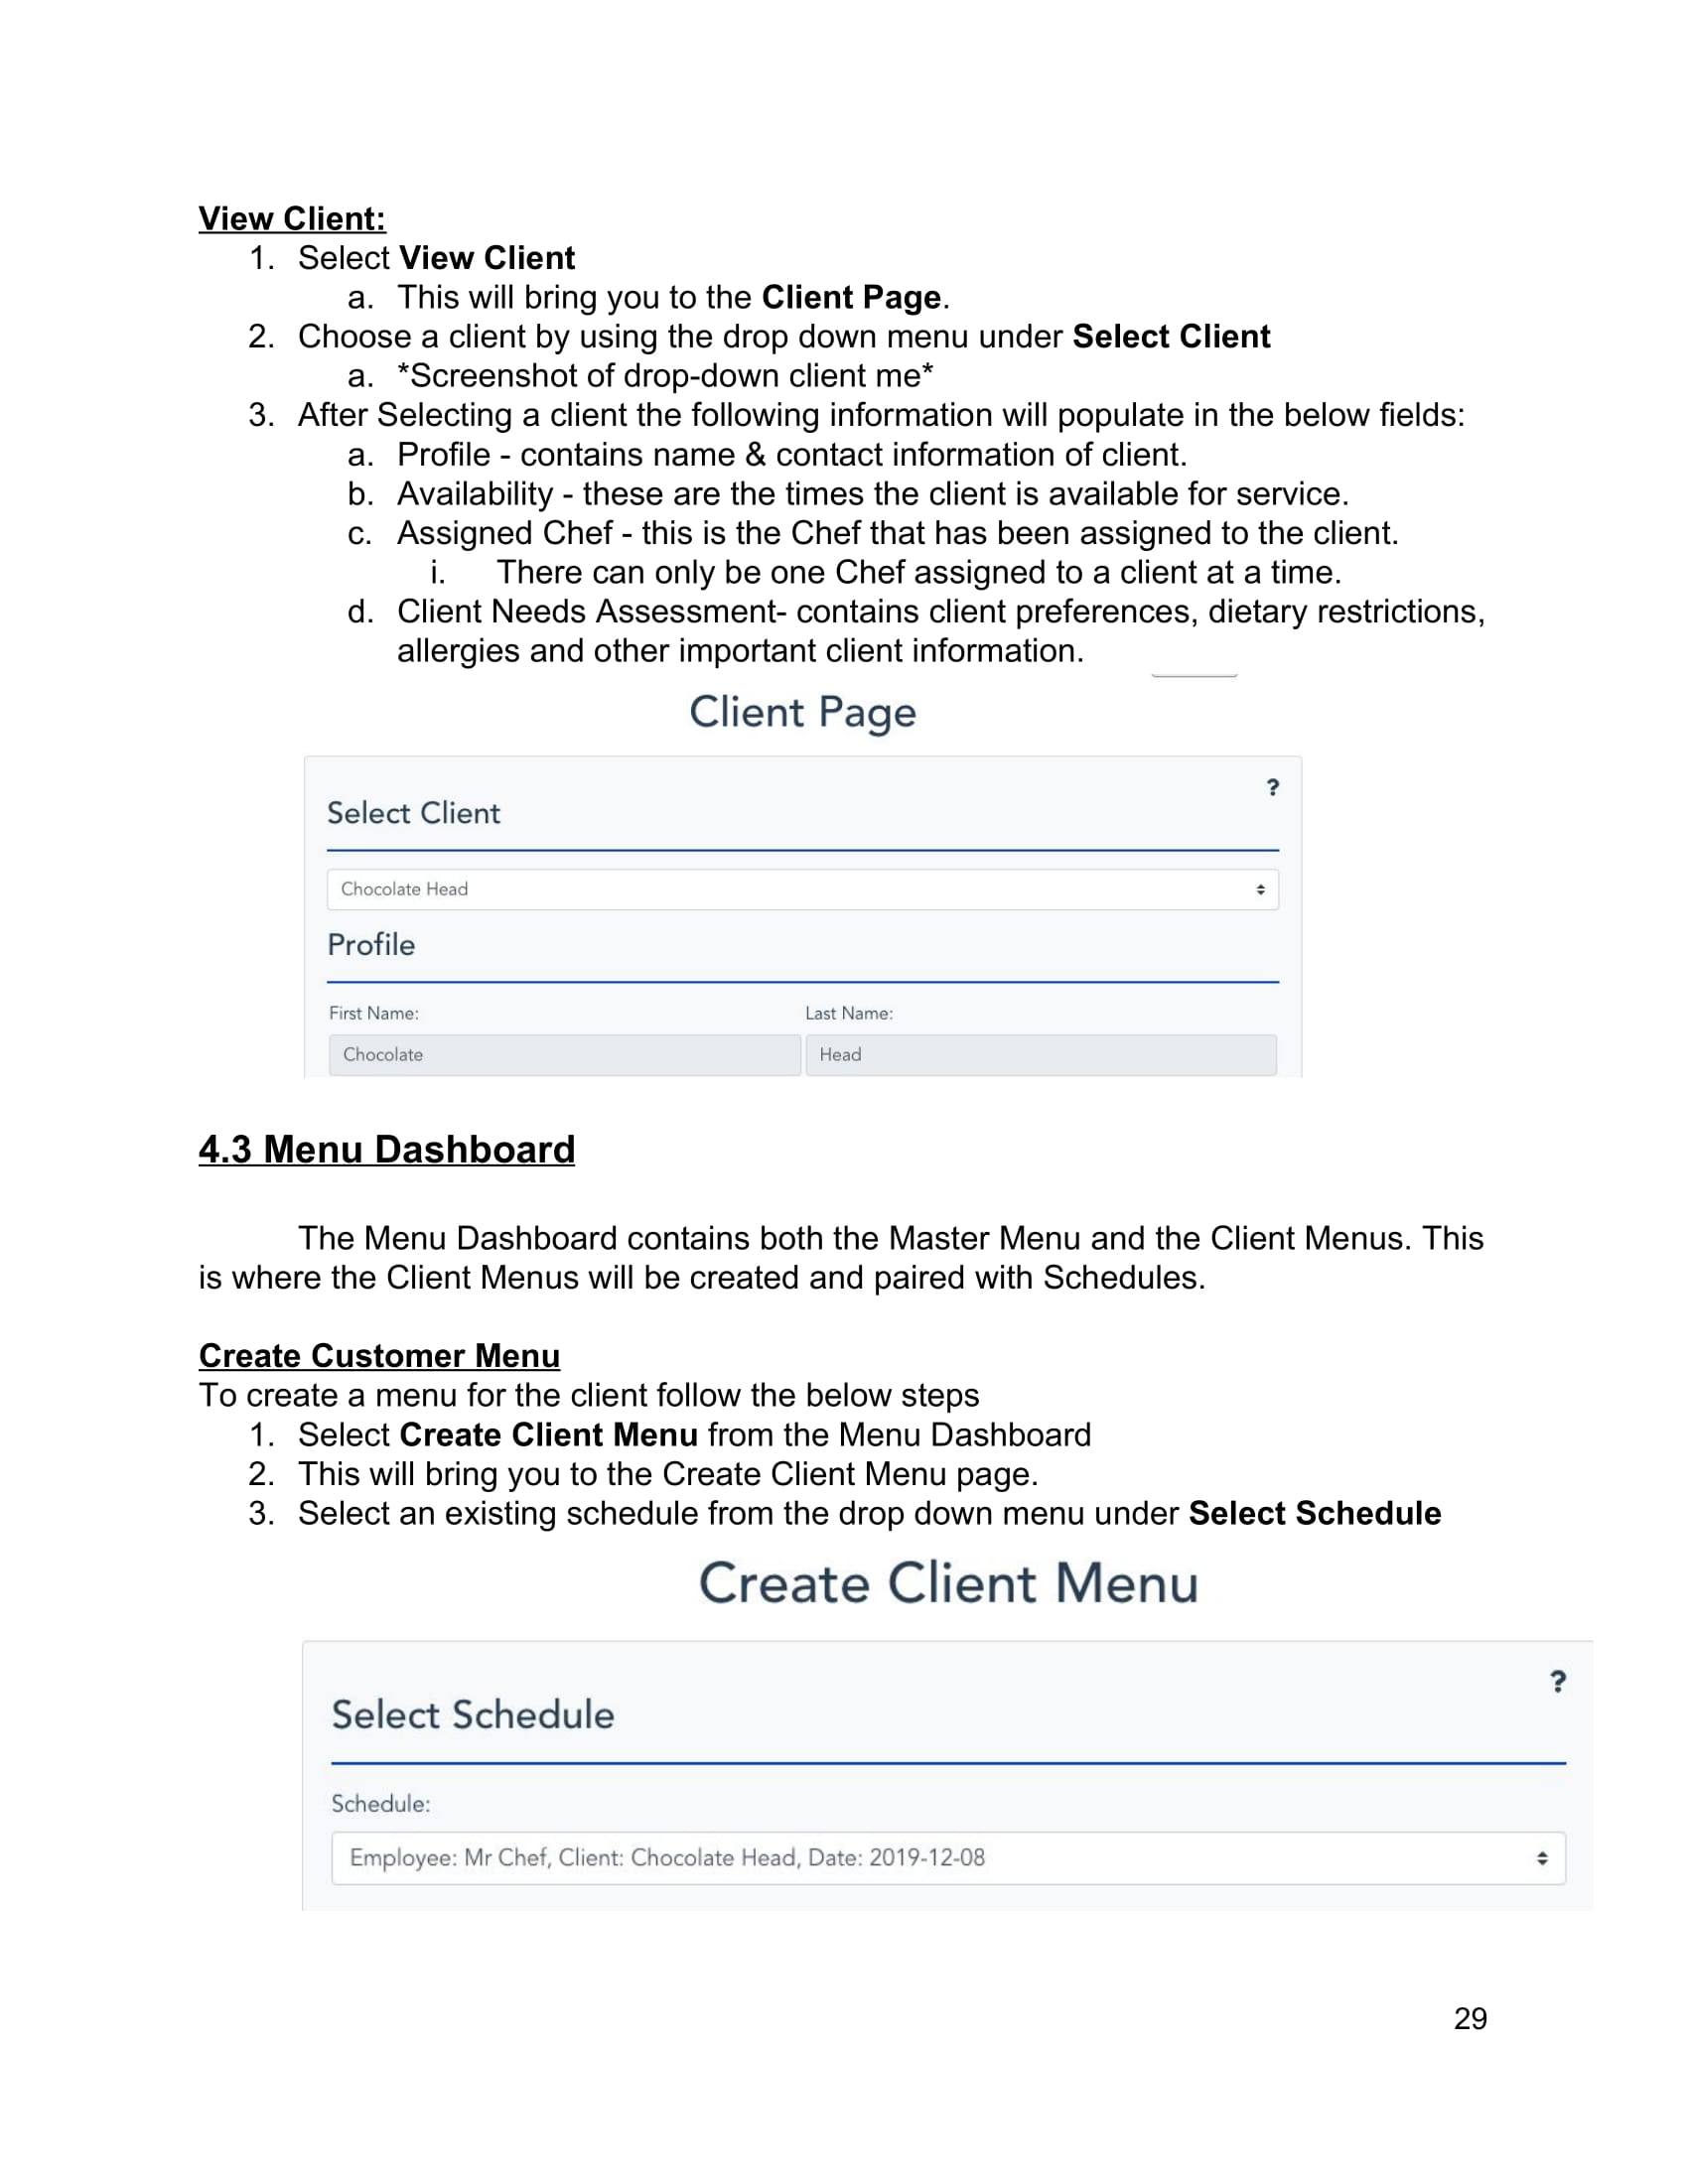 View Client:
1. Select View Client
a. This will bring you to the Client Page.
2. Choose a client by using the drop down menu under Select Client
a. *Screenshot of drop-down client me*
3. After Selecting a client the following information will populate in the below fields:
a. Profile - contains name & contact information of client.
b. Availability - these are the times the client is available for service.
c. Assigned Chef - this is the Chef that has been assigned to the client.
i. There can only be one Chef assigned to a client at a time.
d. Client Needs Assessment- contains client preferences, dietary restrictions,
allergies and other important client information.
Client Page
?
Select Client
Chocolate Head
Profile
First Name: Last Name:
Chocolate Head
4.3 Menu Dashboard
The Menu Dashboard contains both the Master Menu and the Client Menus. This
is where the Client Menus will be created and paired with Schedules.
Create Customer Menu
To create a menu for the client follow the below steps
1. Select Create Client Menu from the Menu Dashboard
2. This will bring you to the Create Client Menu page.
3. Select an existing schedule from the drop down menu under Select Schedule
Create Client Menu
?
Select Schedule
Schedule:
Employee: Mr Chef, Client: Chocolate Head, Date: 2019-12-08
29